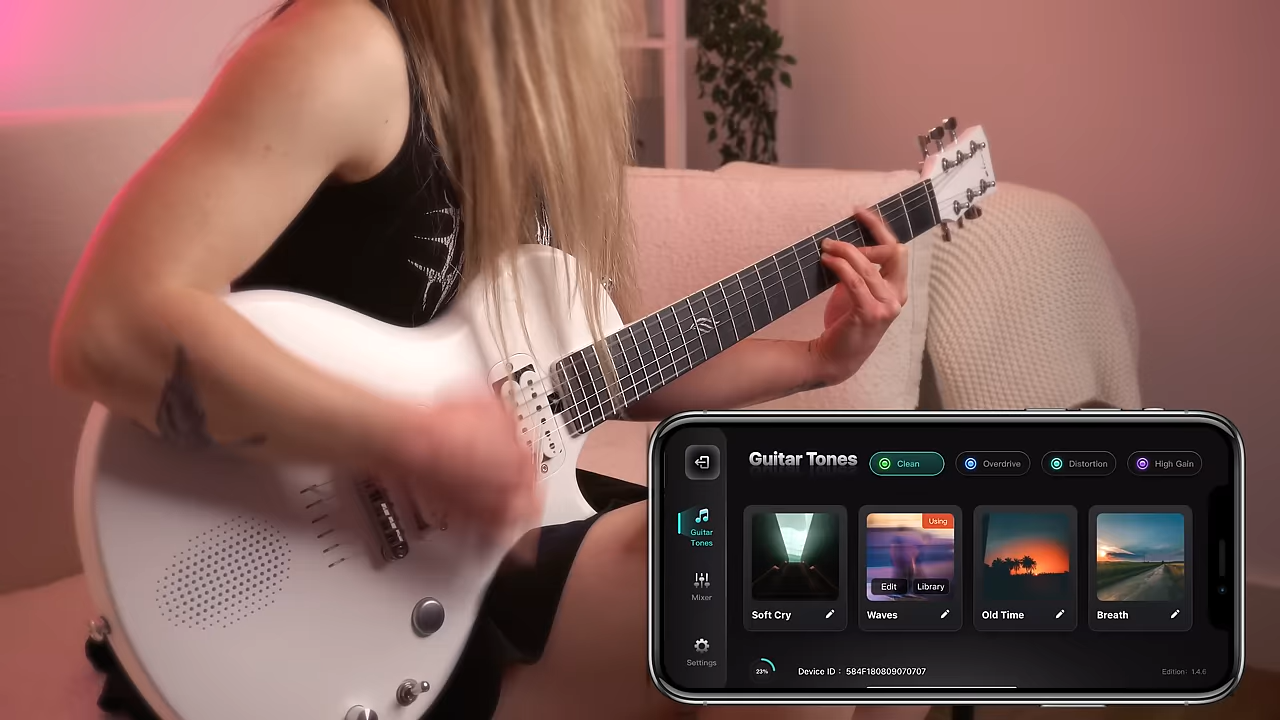 Guitar Tones
Clean
Overdrive
Distortion
High Gain
Guitar
Tones
Mixer
Settings
Using
Edit
Library
Soft Cry
Waves
Old Time
Breath
23%
Device ID : 584F180809070707
Edition: 1.4.6